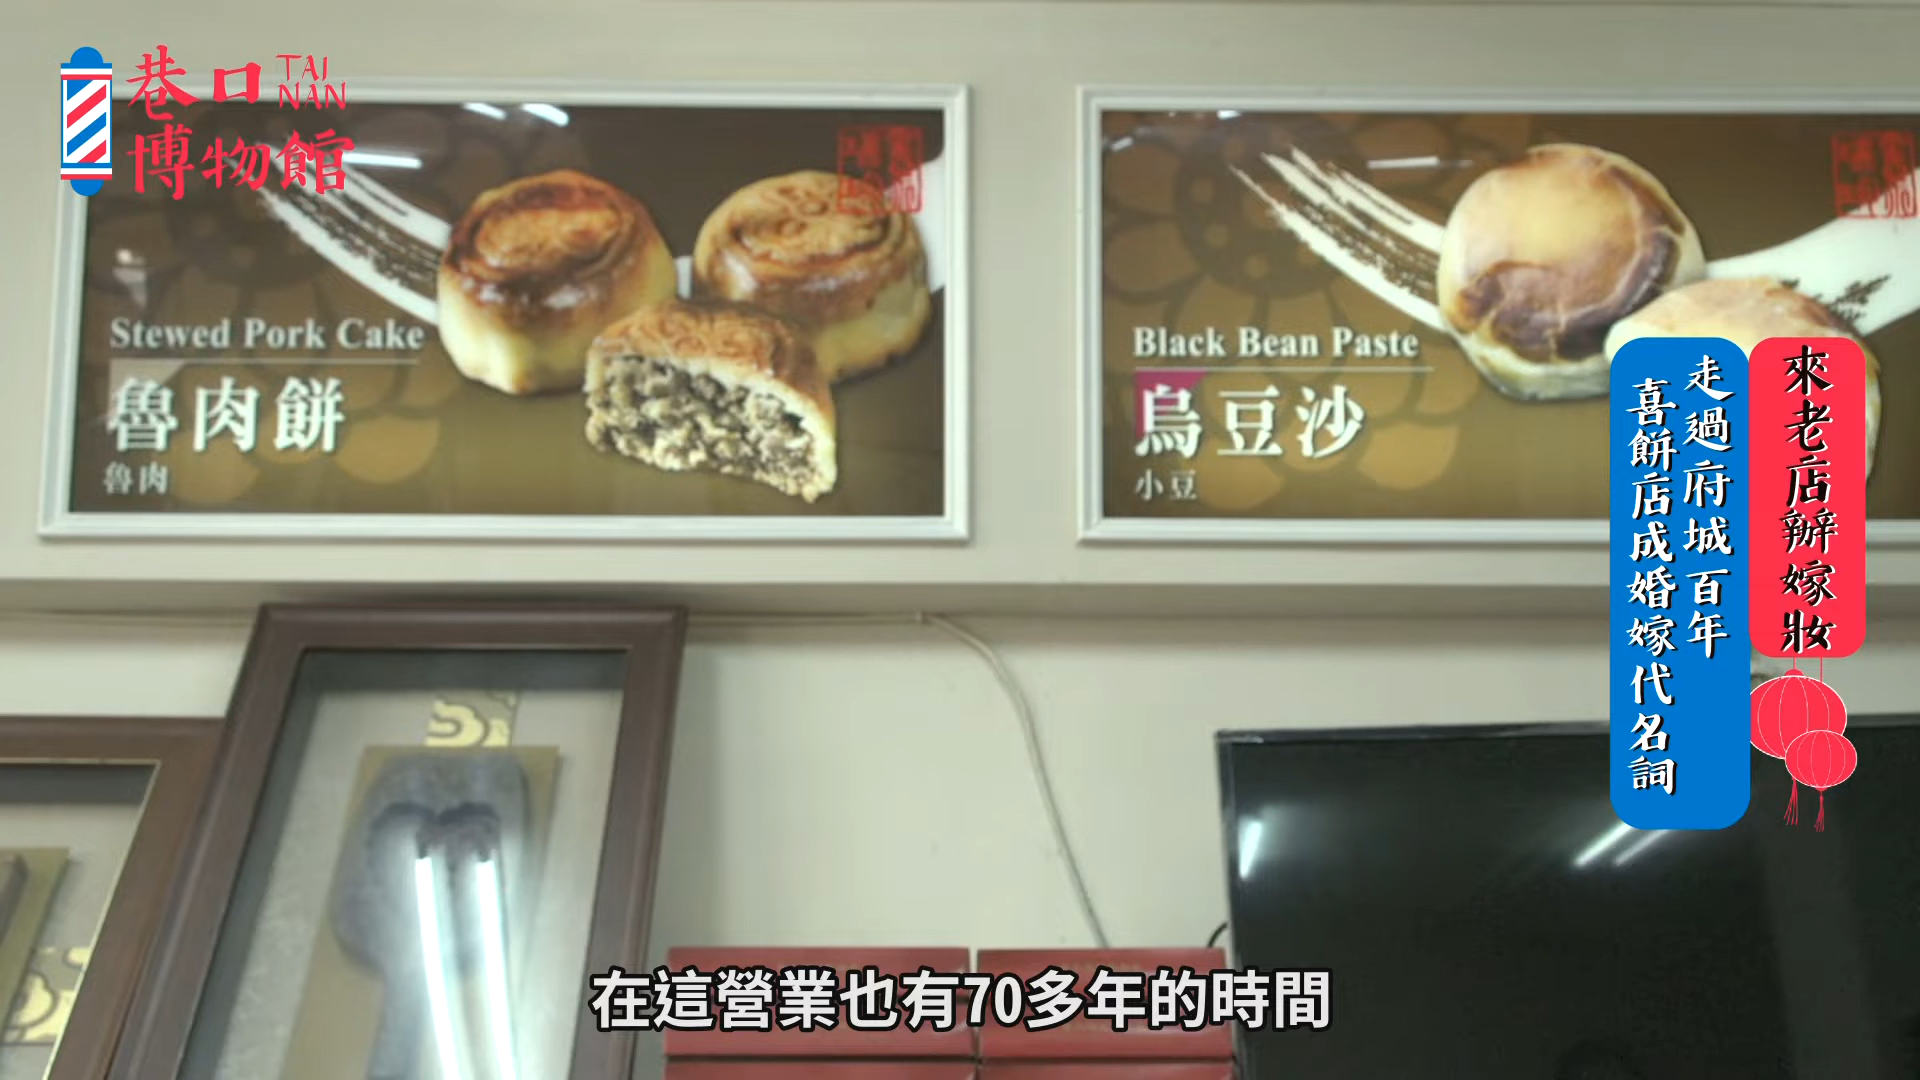 巷口 TAI NAN
博物館
Stewed Pork Cake
魯肉餅
魯肉
Black Bean Paste
烏豆沙
小豆
來老店辦嫁妝
走過府城百年
喜餅店成婚嫁代名詞
在這營業也有70多年的時間